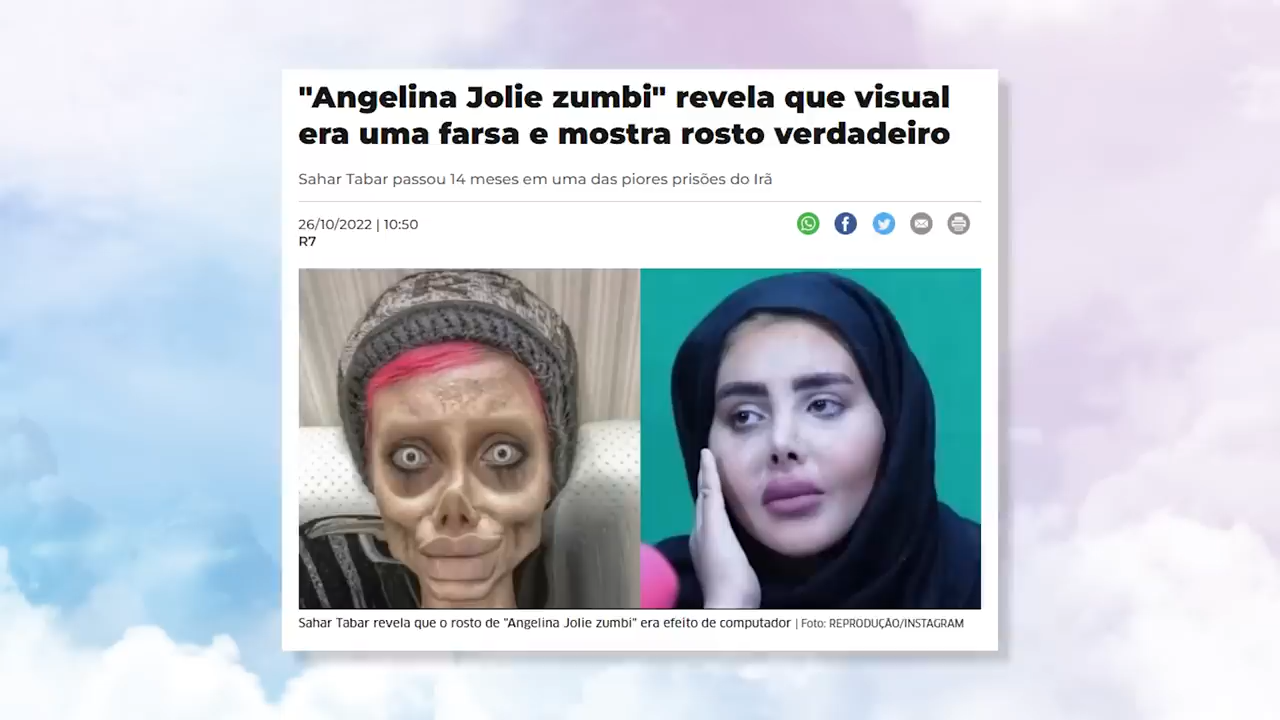 "Angelina Jolie zumbi" revela que visual
era uma farsa e mostra rosto verdadeiro
Sahar Tabar passou 14 meses em uma das piores prisões do Irã
26/10/2022 | 10:50
R7
Sahar Tabar revela que o rosto de "Angelina Jolie zumbi" era efeito de computador | Foto: REPRODUÇÃO/INSTAGRAM